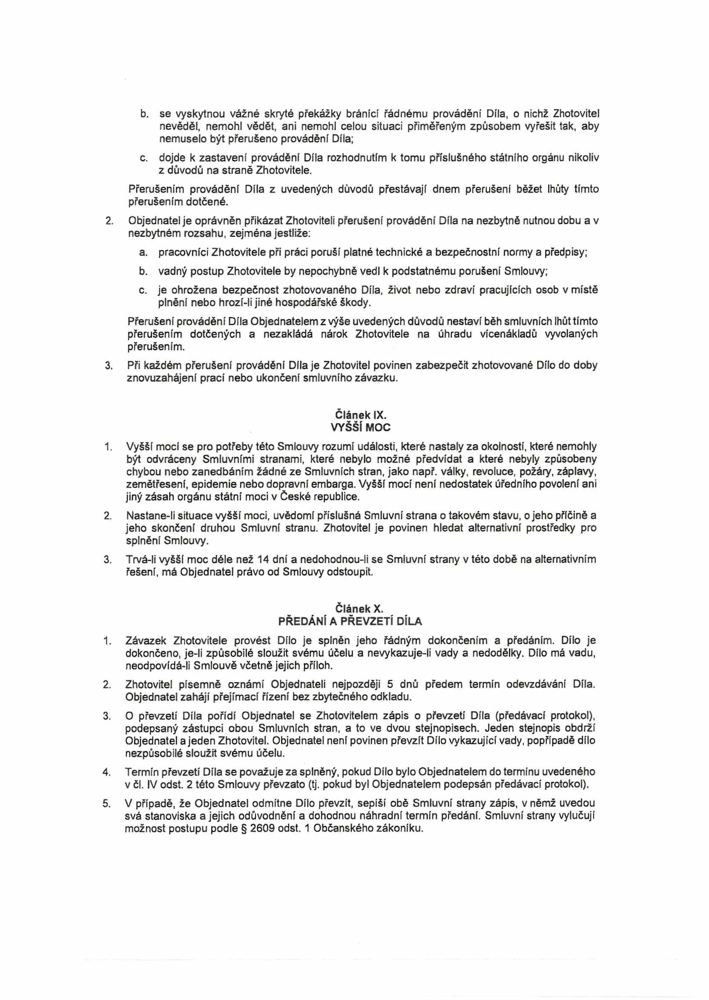 b. se vyskytnou vážné skryté překážky bránící řádnému provádění Díla, o nichž Zhotovitel
nevěděl, nemohl vědět, ani nemohl celou situaci přiměřeným způsobem vyřešit tak, aby
nemuselo být přerušeno provádění Díla;
c. dojde k zastavení provádění Díla rozhodnutím k tomu příslušného státního orgánu nikoliv
z důvodů na straně Zhotovitele.
Přerušením provádění Díla z uvedených důvodů přestávají dnem přerušení běžet lhůty tímto
přerušením dotčené.
2. Objednatel je oprávněn přikázat Zhotoviteli přerušení provádění Díla na nezbytně nutnou dobu a v
nezbytném rozsahu, zejména jestliže:
a. pracovníci Zhotovitele při práci poruší platné technické a bezpečnostní normy a předpisy;
b. vadný postup Zhotovitele by nepochybně vedl k podstatnému porušení Smlouvy;
c. je ohrožena bezpečnost zhotovovaného Díla, život nebo zdraví pracujících osob v místě
plnění nebo hrozí-li jiné hospodářské škody.
Přerušení provádění Díla Objednatelem z výše uvedených důvodů nestaví běh smluvních lhůt tímto
přerušením dotčených a nezakládá nárok Zhotovitele na úhradu vícenákladů vyvolaných
přerušením.
3. Při každém přerušení provádění Díla je Zhotovitel povinen zabezpečit zhotovované Dílo do doby
znovuzahájení prací nebo ukončení smluvního závazku.
Článek IX.
VYŠŠÍ MOC
1. Vyšší mocí se pro potřeby této Smlouvy rozumí události, které nastaly za okolností, které nemohly
být odvráceny Smluvními stranami, které nebylo možné předvídat a které nebyly způsobeny
chybou nebo zanedbáním žádné ze Smluvních stran, jako např. války, revoluce, požáry, záplavy,
zemětřesení, epidemie nebo dopravní embarga. Vyšší mocí není nedostatek úředního povolení ani
jiný zásah orgánu státní moci v České republice.
2. Nastane-li situace vyšší moci, uvědomí příslušná Smluvní strana o takovém stavu, o jeho příčině a
jeho skončení druhou Smluvní stranu. Zhotovitel je povinen hledat alternativní prostředky pro
splnění Smlouvy.
3. Trvá-li vyšší moc déle než 14 dní a nedohodnou-li se Smluvní strany v této době na alternativním
řešení, má Objednatel právo od Smlouvy odstoupit.
Článek X.
PŘEDÁNÍ A PŘEVZETÍ DÍLA
1. Závazek Zhotovitele provést Dílo je splněn jeho řádným dokončením a předáním. Dílo je
dokončeno, je-li způsobilé sloužit svému účelu a nevykazuje-li vady a nedodělky. Dílo má vadu,
neodpovídá-li Smlouvě včetně jejich příloh.
2. Zhotovitel písemně oznámí Objednateli nejpozději 5 dnů předem termín odevzdávání Díla.
Objednatel zahájí přejímací řízení bez zbytečného odkladu.
3. O převzetí Díla pořídí Objednatel se Zhotovitelem zápis o převzetí Díla (předávací protokol),
podepsaný zástupci obou Smluvních stran, a to ve dvou stejnopisech. Jeden stejnopis obdrží
Objednatel a jeden Zhotovitel. Objednatel není povinen převzít Dílo vykazující vady, popřípadě dílo
nezpůsobilé sloužit svému účelu.
4. Termín převzetí Díla se považuje za splněný, pokud Dílo bylo Objednatelem do termínu uvedeného
v čl. IV odst. 2 této Smlouvy převzato (tj. pokud byl Objednatelem podepsán předávací protokol).
5. V případě, že Objednatel odmítne Dílo převzít, sepíší obě Smluvní strany zápis, v němž uvedou
svá stanoviska a jejich odůvodnění a dohodnou náhradní termín předání. Smluvní strany vylučují
možnost postupu podle § 2609 odst. 1 Občanského zákoníku.